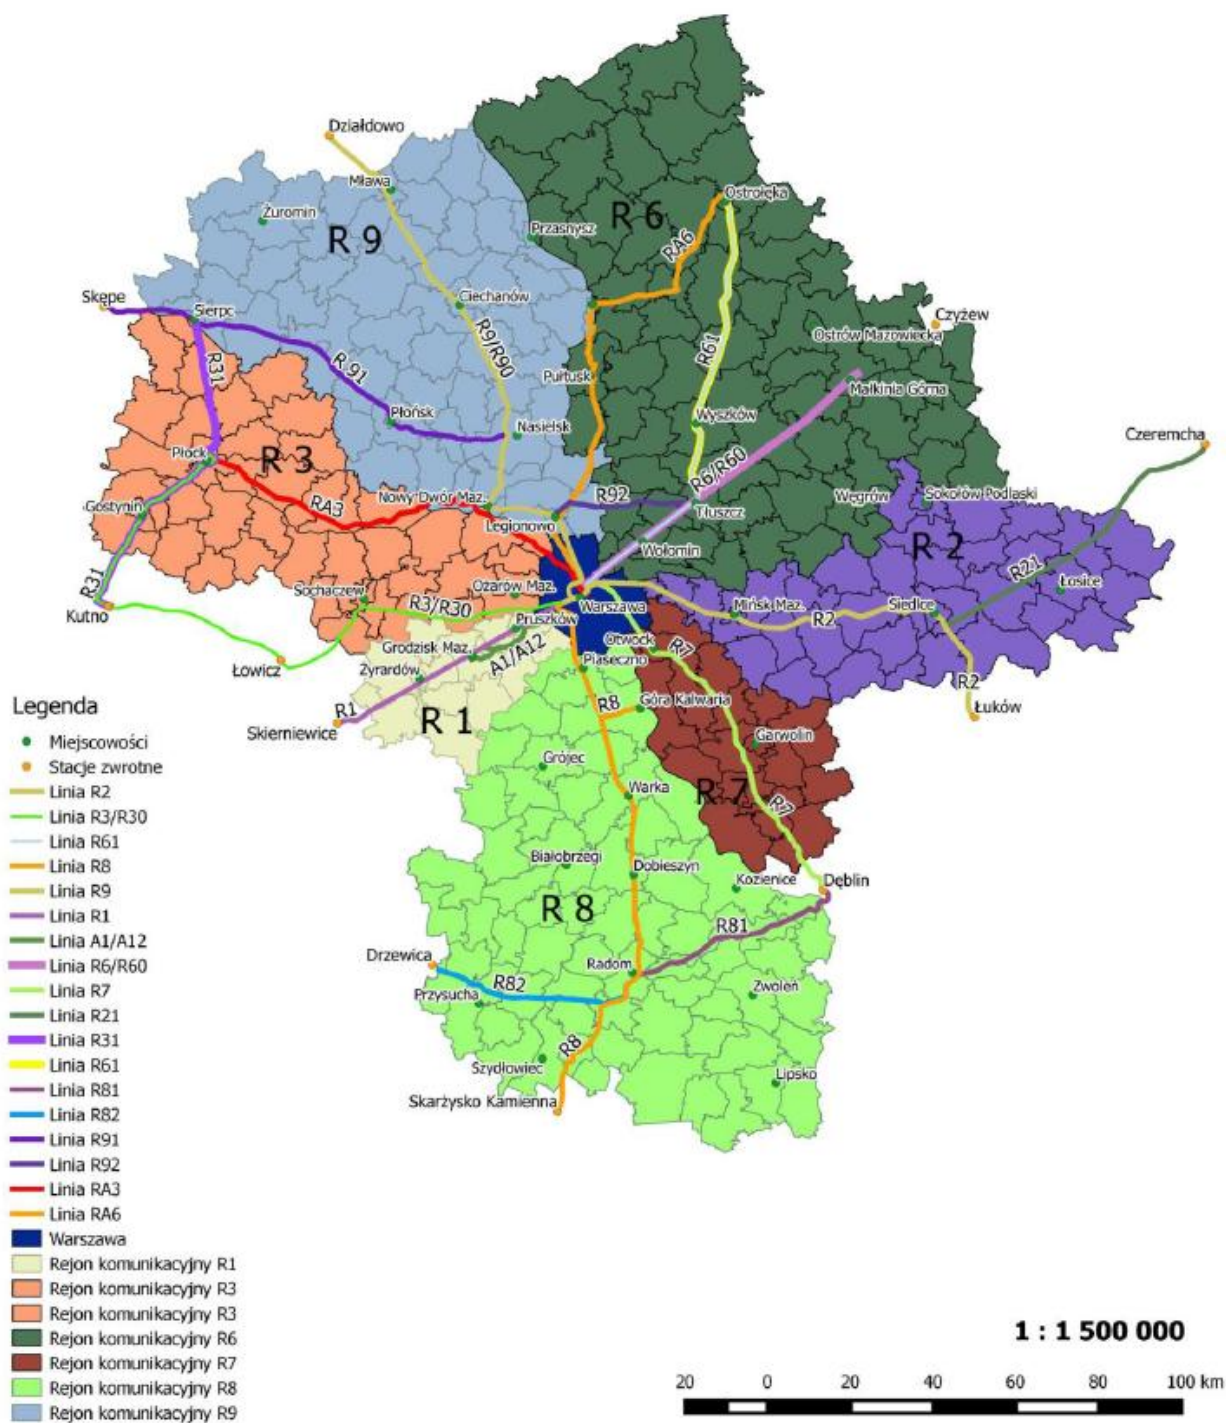 Działdowo
Mława
Żuromin
R 9
Przasnysz
R 6
Ostrołęka
RA6
Skępe
Sierpc
Ciechanów
Czyżew
Ostrów Mazowiecka
R31
R 91
R9/R90
R61
Pułtusk
Małkinia Górna
Płońsk
Nasielsk
Wyszków
Czeremcha
Płock
R 3
R6/R60
Gostynin
RA3
Nowy Dwór Maz.
R92
Węgrów
Sokołów Podlaski
Legionowo
Tłuszcz
R 2
Wołomin
R31
Sochaczew
Ożarów Maz.
R21
Łosice
Kutno
R3/R30
Warszawa
Mińsk Maz.
Siedlce
R2
Pruszków
Otwock
Grodzisk Maz.
A1/A12
R7
Łowicz
Żyrardów
Piaseczno
R2
Legenda
R1
R 1
R8
Góra Kalwaria
Łuków
Skierniewice
Miejscowości
Garwolin
Stacje zwrotne
Grójec
Linia R2
Warka
R 7
R7
Linia R3/R30
Linia R61
Linia R8
Białobrzegi
Dobieszyn
Linia R9
Kozienice
Dęblin
Linia R1
R 8
Linia A1/A12
R81
Drzewica
Radom
Linia R6/R60
R82
Linia R7
Przysucha
Zwoleń
Linia R21
Linia R31
R8
Linia R61
Szydłowiec
Lipsko
Linia R81
Skarżysko Kamienna
Linia R82
Linia R91
Linia R92
Linia RA3
Linia RA6
Warszawa
Rejon komunikacyjny R1
Rejon komunikacyjny R3
Rejon komunikacyjny R3
Rejon komunikacyjny R6
1 : 1 500 000
Rejon komunikacyjny R7
Rejon komunikacyjny R8
20 0 20 40 60 80 100 km
Rejon komunikacyjny R9